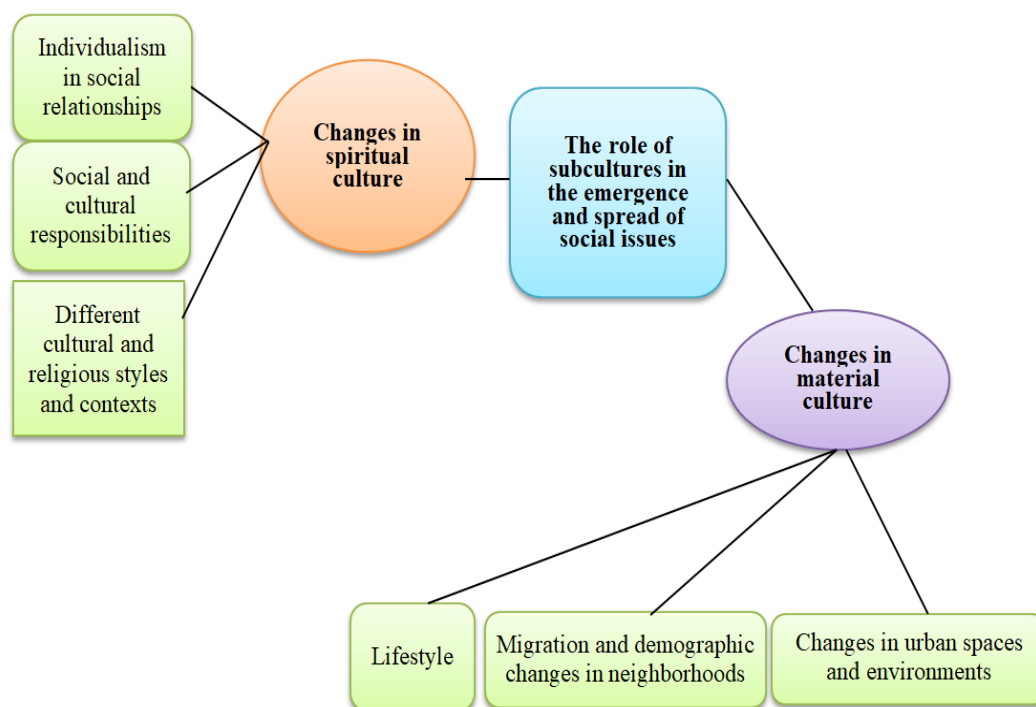 Individualism
in social
relationships
Social and
cultural
responsibilities
Different
cultural and
religious styles
and contexts
Changes in
spiritual
culture
The role of
subcultures in
the emergence
and spread of
social issues
Changes in
material
culture
Lifestyle
Migration and demographic
changes in neighborhoods
Changes in urban spaces
and environments